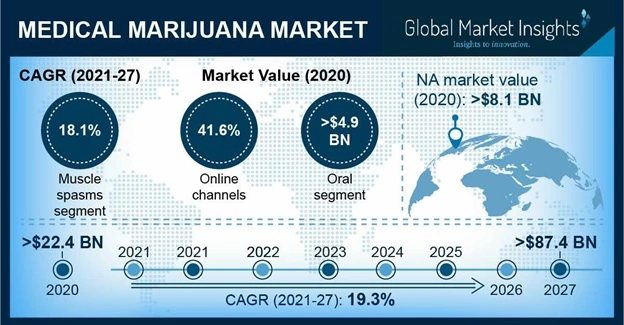 MEDICAL MARIJUANA MARKET
Global Market Insights
Insights to innovation.
CAGR (2021-27)
18.1%
Muscle
spasms
segment
Market Value (2020)
41.6%
Online
channels
>$4.9
BN
Oral
segment
NA market value
(2020): >$8.1 BN
>$22.4 BN
2020
2021
2021
2022
2023
2024
2025
2026
>$87.4 BN
2027
CAGR (2021-27): 19.3%